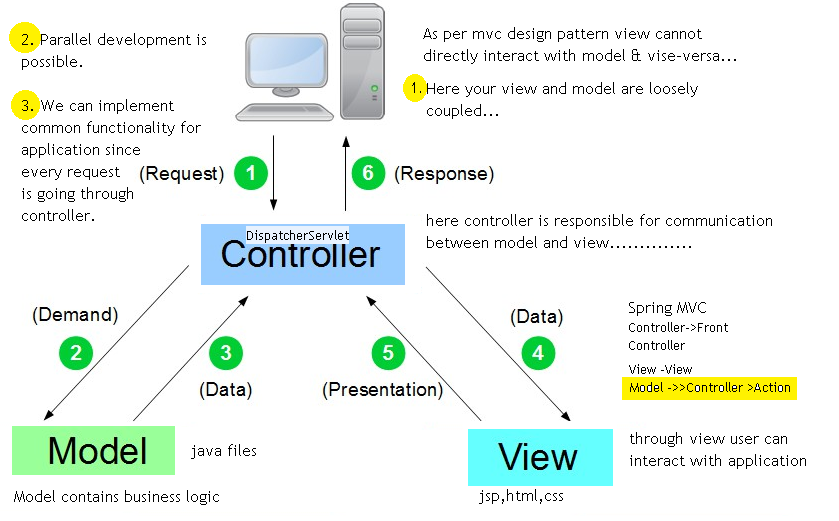 2. Parallel development is
possible.
3. We can implement
common functionality for
application since
every request
is going through
controller.
As per mvc design pattern view cannot
directly interact with model & vise-versa...
1. Here your view and model are loosely
coupled...
(Request) 1
6 (Response)
here controller is responsible for communication
between model and view..............
DispatcherServlet
Controller
(Demand)
2
3
(Data)
5
(Presentation)
(Data)
4
Spring MVC
Controller->Front
Controller
View -View
Model ->>Controller >Action
Model
java files
Model contains business logic
View
jsp,html,css
through view user can
interact with application